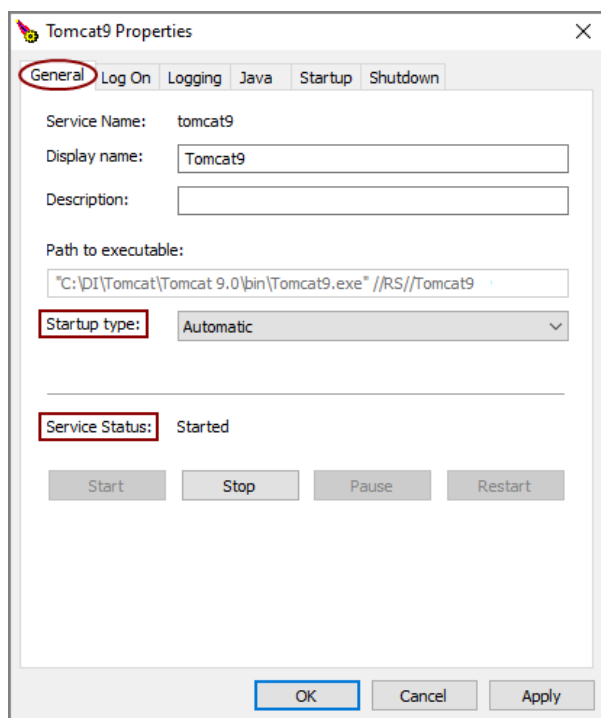 Tomcat9 Properties
General Log On Logging Java Startup Shutdown
Service Name: tomcat9
Display name: Tomcat9
Description:
Path to executable:
"C:\DI\Tomcat\Tomcat 9.0\bin\Tomcat9.exe" //RS//Tomcat9
Startup type: Automatic
Service Status: Started
Start Stop Pause Restart
OK Cancel Apply